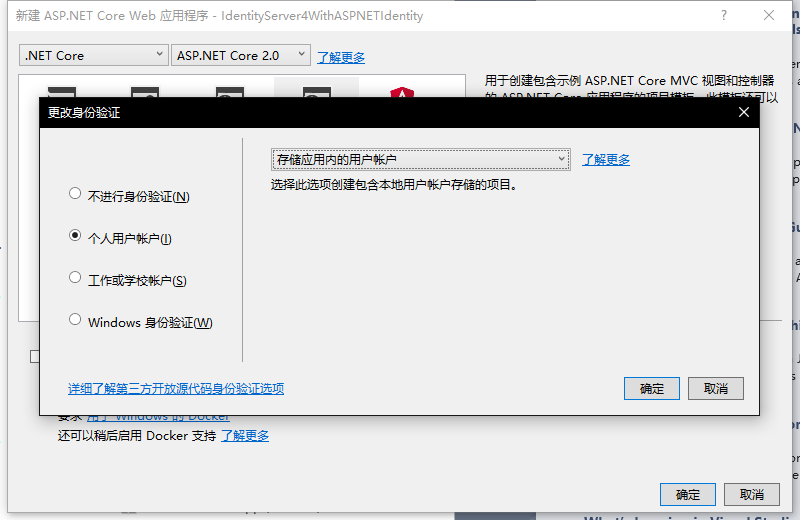 新建 ASP.NET Core Web 应用程序 - IdentityServer4WithASPNETIdentity
.NET Core
ASP.NET Core 2.0
了解更多
用于创建包含示例 ASP.NET Core MVC 视图和控制器
的 ASP.NET Core 应用程序的项目模板。此模板还可以
更改身份验证
不进行身份验证(N)
个人用户帐户(I)
工作或学校帐户(S)
Windows 身份验证(W)
存储应用内的用户帐户
了解更多
选择此选项创建包含本地用户帐户存储的项目。
详细了解第三方开放源代码身份验证选项
确定
取消
要求 用于 Windows 的 Docker
还可以稍后启用 Docker 支持 了解更多
确定
取消